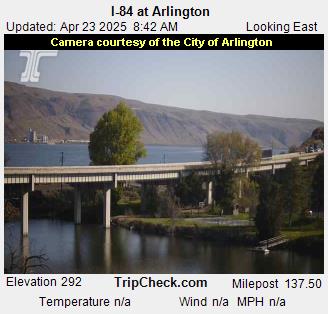 I-84 at Arlington
Updated: Apr 23 2025 8:42 AM Looking East
Camera courtesy of the City of Arlington
Elevation 292 TripCheck.com Milepost 137.50
Temperature n/a Wind n/a MPH n/a